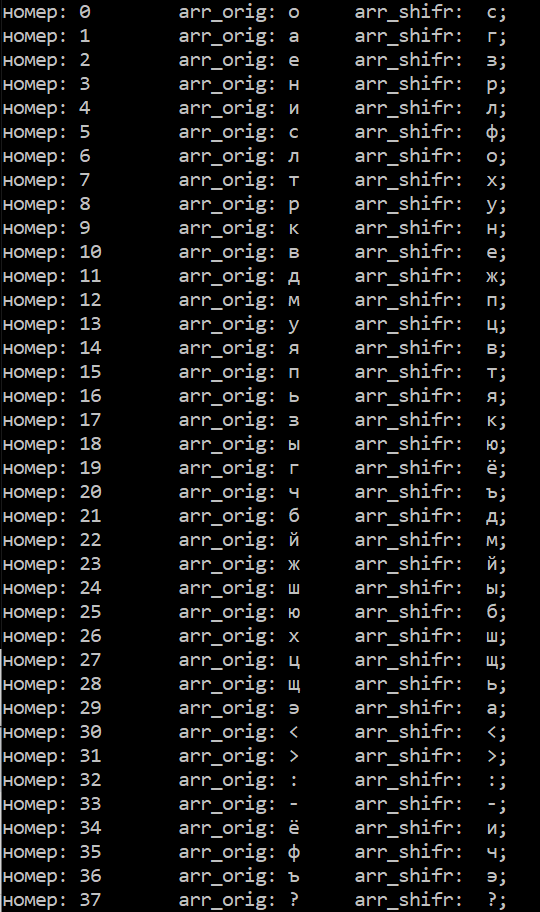 номер: 0 arr_orig: о arr_shifr: с;
номер: 1 arr_orig: а arr_shifr: г;
номер: 2 arr_orig: е arr_shifr: з;
номер: 3 arr_orig: н arr_shifr: р;
номер: 4 arr_orig: и arr_shifr: л;
номер: 5 arr_orig: с arr_shifr: ф;
номер: 6 arr_orig: л arr_shifr: о;
номер: 7 arr_orig: т arr_shifr: х;
номер: 8 arr_orig: р arr_shifr: у;
номер: 9 arr_orig: к arr_shifr: н;
номер: 10 arr_orig: в arr_shifr: е;
номер: 11 arr_orig: д arr_shifr: ж;
номер: 12 arr_orig: м arr_shifr: п;
номер: 13 arr_orig: у arr_shifr: ц;
номер: 14 arr_orig: я arr_shifr: в;
номер: 15 arr_orig: п arr_shifr: т;
номер: 16 arr_orig: ь arr_shifr: я;
номер: 17 arr_orig: з arr_shifr: к;
номер: 18 arr_orig: ы arr_shifr: ю;
номер: 19 arr_orig: г arr_shifr: ё;
номер: 20 arr_orig: ч arr_shifr: ъ;
номер: 21 arr_orig: б arr_shifr: д;
номер: 22 arr_orig: й arr_shifr: м;
номер: 23 arr_orig: ж arr_shifr: й;
номер: 24 arr_orig: ш arr_shifr: ы;
номер: 25 arr_orig: ю arr_shifr: б;
номер: 26 arr_orig: х arr_shifr: ш;
номер: 27 arr_orig: ц arr_shifr: щ;
номер: 28 arr_orig: щ arr_shifr: ь;
номер: 29 arr_orig: э arr_shifr: а;
номер: 30 arr_orig: < arr_shifr: <;
номер: 31 arr_orig: > arr_shifr: >;
номер: 32 arr_orig: : arr_shifr: :;
номер: 33 arr_orig: - arr_shifr: -;
номер: 34 arr_orig: ё arr_shifr: и;
номер: 35 arr_orig: ф arr_shifr: ч;
номер: 36 arr_orig: ъ arr_shifr: э;
номер: 37 arr_orig: ? arr_shifr: ?;